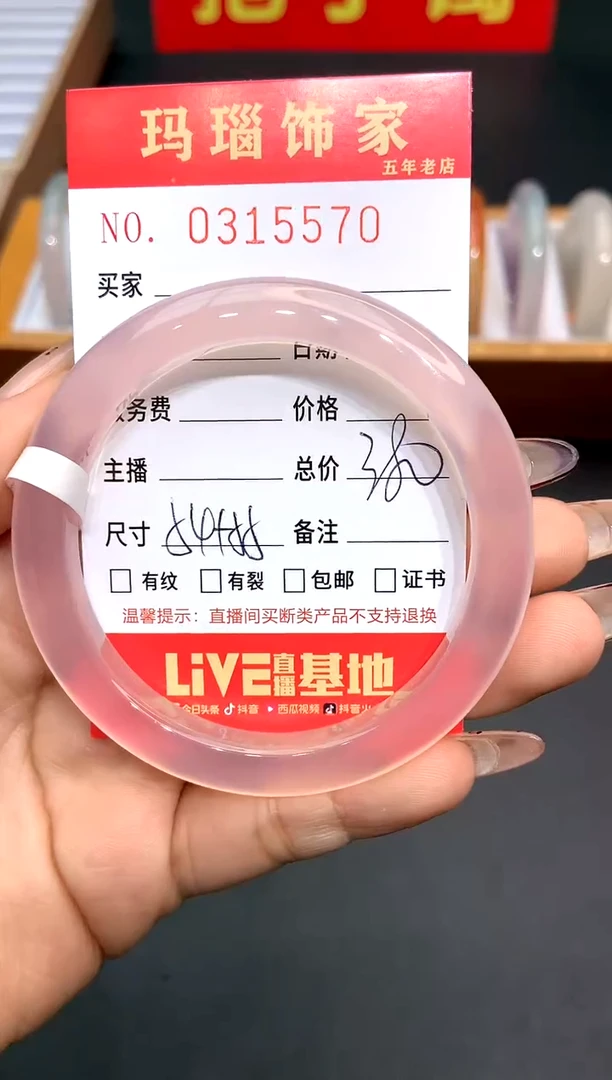 玛瑙饰家
五年老店
NO. 0315570
买家
日期
务费 价格
主播 总价
尺寸 备注
□有纹 □有裂 □包邮 □证书
温馨提示：直播间买断类产品不支持退换
LiVE直播基地
今日头条 抖音 西瓜视频 抖音火